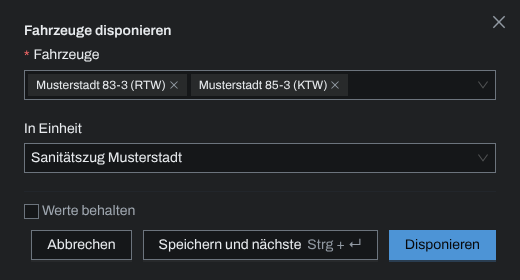 Fahrzeuge disponieren
* Fahrzeuge
Musterstadt 83-3 (RTW) Musterstadt 85-3 (KTW)
In Einheit
Sanitätszug Musterstadt
Werte behalten
Abbrechen Speichern und nächste Strg + ↵ Disponieren